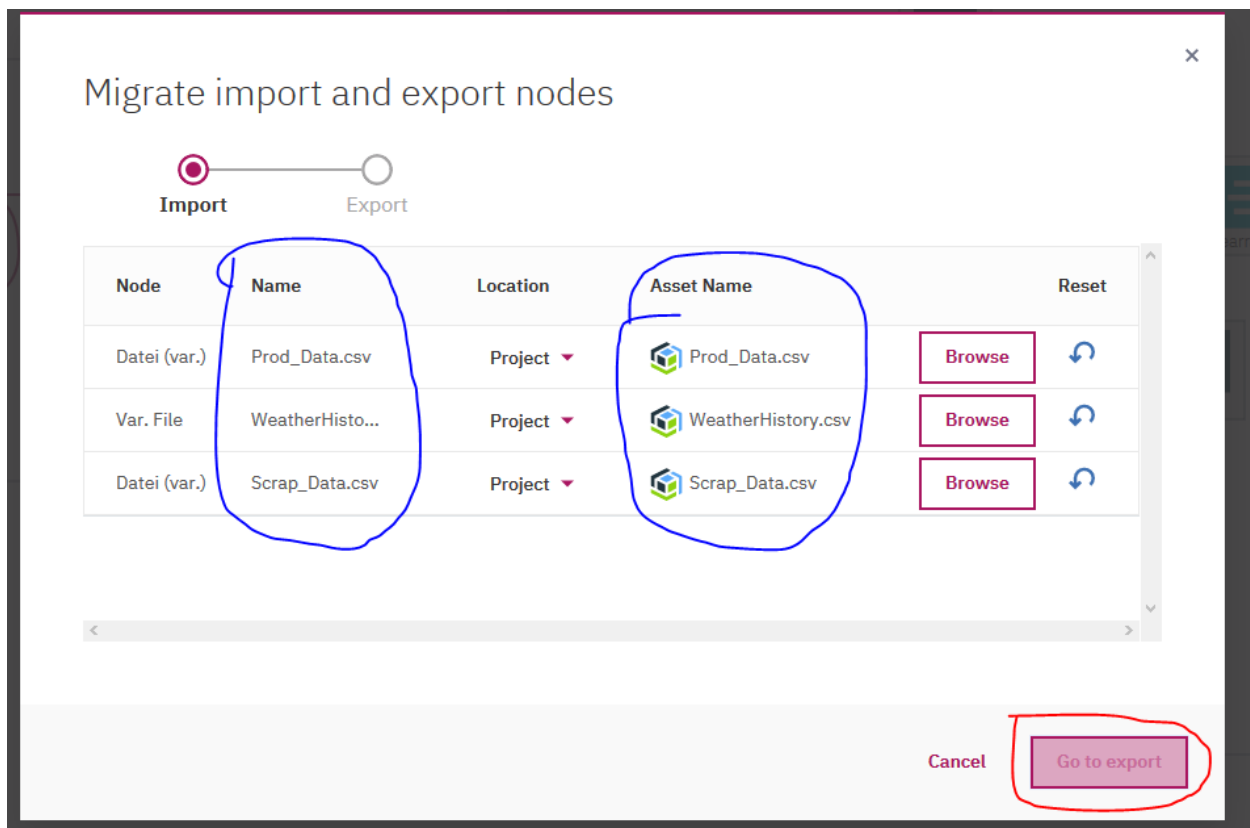 ×
Migrate import and export nodes
Import Export
Node Name Location Asset Name Reset
Datei (var.) Prod_Data.csv Project Prod_Data.csv Browse
Var. File WeatherHisto... Project WeatherHistory.csv Browse
Datei (var.) Scrap_Data.csv Project Scrap_Data.csv Browse
Cancel Go to export